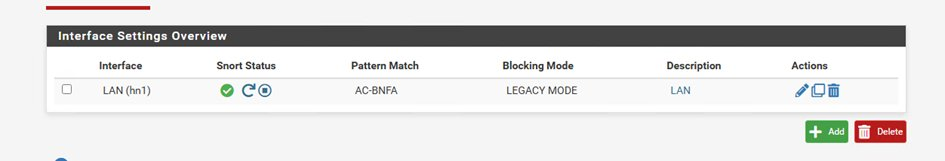 Interface Settings Overview
Interface Snort Status Pattern Match Blocking Mode Description Actions
LAN (hn1) AC-BNFA LEGACY MODE LAN
Add Delete